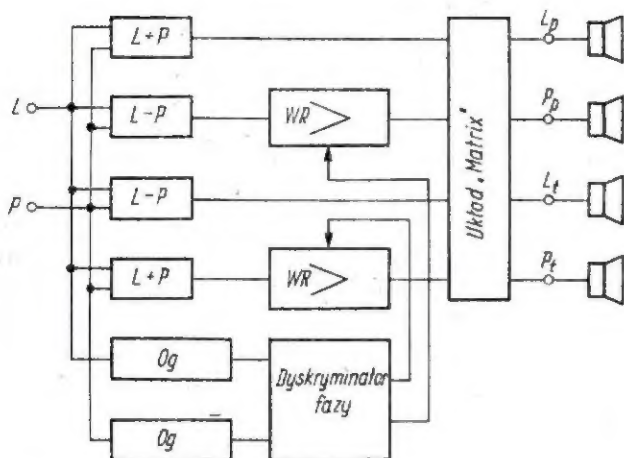 L
P
L+P
L-P
L-P
L+P
Og
Og
WR
WR
Dyskryminator
fazy
Układ „Matrix"
Lp
Pp
Lt
Pt